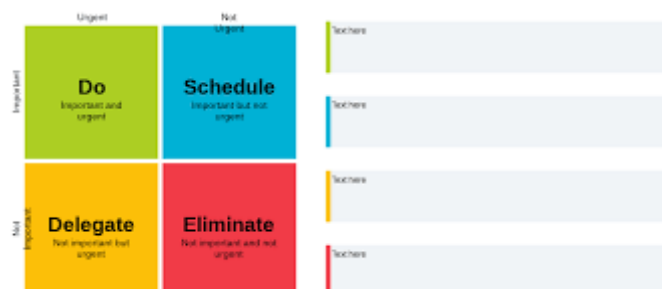 Urgent
Not
Urgent
Important
Do
Important and
urgent
Schedule
Important but not
urgent
Not
Important
Delegate
Not important but
urgent
Eliminate
Not important and not
urgent
Text here
Text here
Text here
Text here